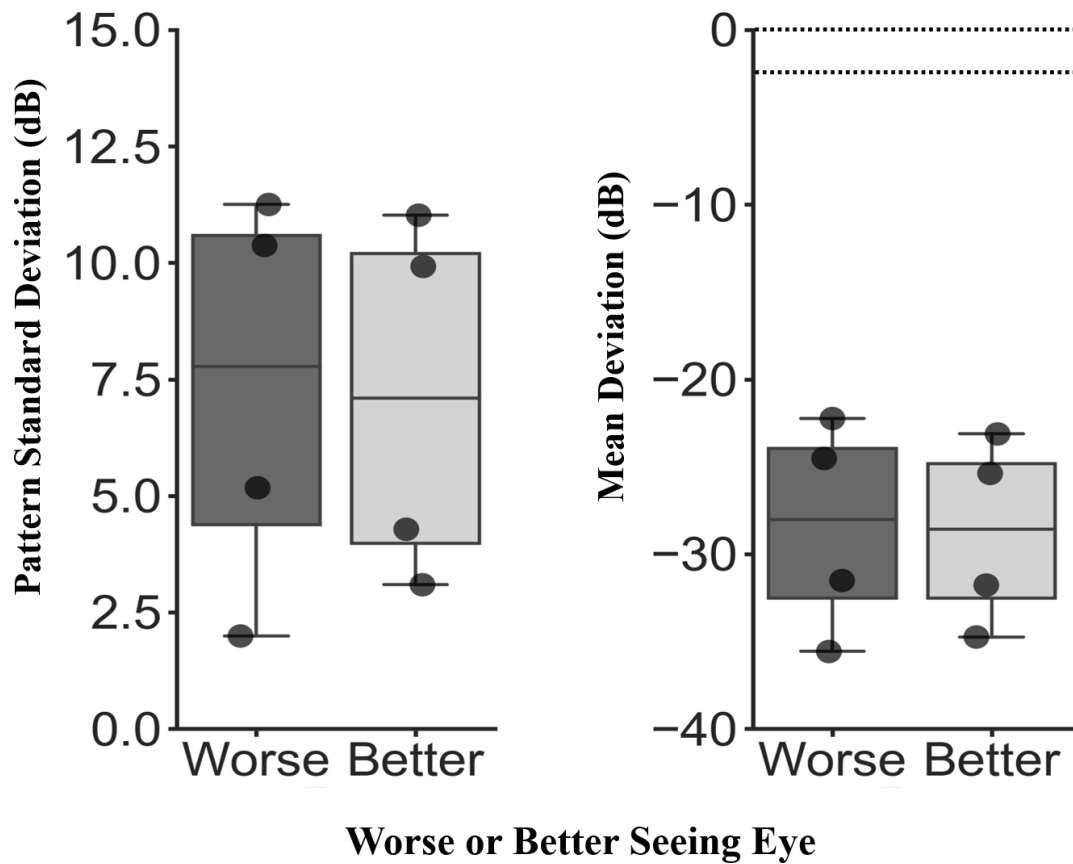 Pattern Standard Deviation (dB)
15.0
12.5
10.0
7.5
5.0
2.5
0.0
Worse Better
Mean Deviation (dB)
0
−10
−20
−30
−40
Worse Better
Worse or Better Seeing Eye